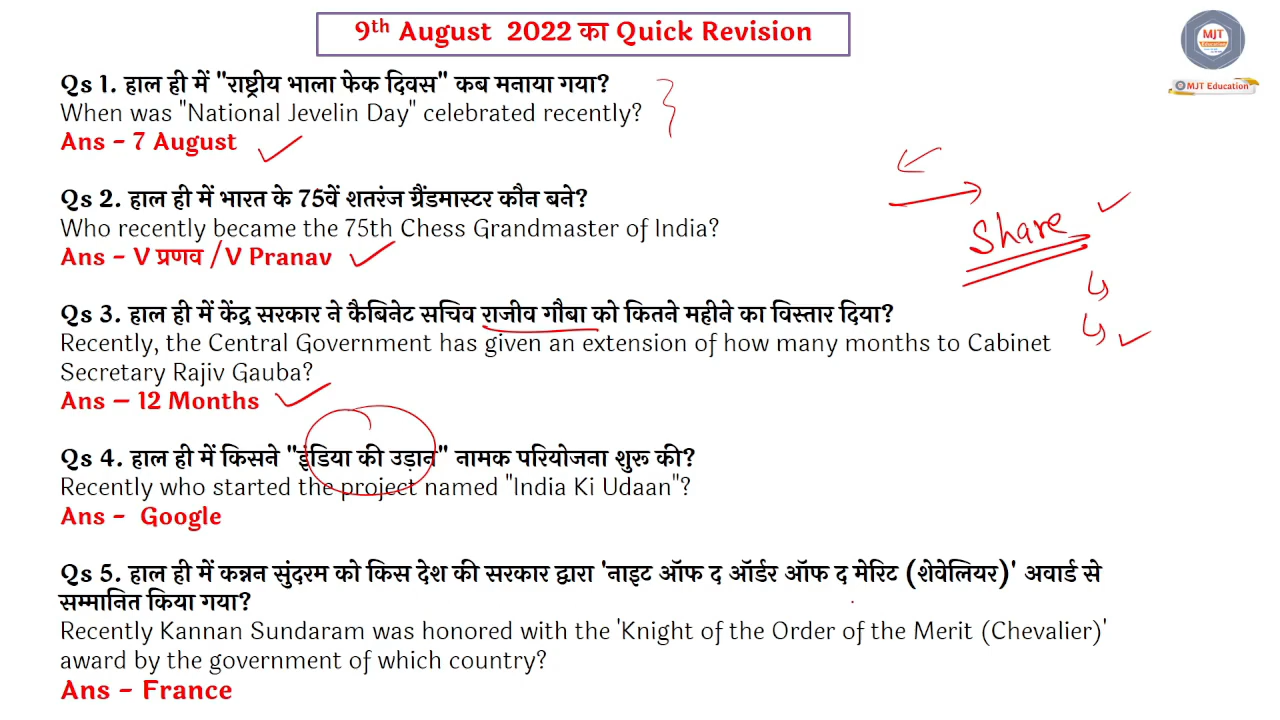 9th August 2022 का Quick Revision
MJT
Education
MJT Education
Qs 1. हाल ही में "राष्ट्रीय भाला फेक दिवस" कब मनाया गया?
When was "National Jevelin Day" celebrated recently?
Ans - 7 August
Qs 2. हाल ही में भारत के 75वें शतरंज ग्रैंडमास्टर कौन बने?
Who recently became the 75th Chess Grandmaster of India?
Ans - V प्रणव / V Pranav
Share
Qs 3. हाल ही में केंद्र सरकार ने कैबिनेट सचिव राजीव गौबा को कितने महीने का विस्तार दिया?
Recently, the Central Government has given an extension of how many months to Cabinet
Secretary Rajiv Gauba?
Ans – 12 Months
Qs 4. हाल ही में किसने "इंडिया की उड़ान" नामक परियोजना शुरू की?
Recently who started the project named "India Ki Udaan"?
Ans - Google
Qs 5. हाल ही में कन्नन सुंदरम को किस देश की सरकार द्वारा 'नाइट ऑफ द ऑर्डर ऑफ द मेरिट (शेवेलियर)' अवार्ड से
सम्मानित किया गया?
Recently Kannan Sundaram was honored with the 'Knight of the Order of the Merit (Chevalier)'
award by the government of which country?
Ans - France